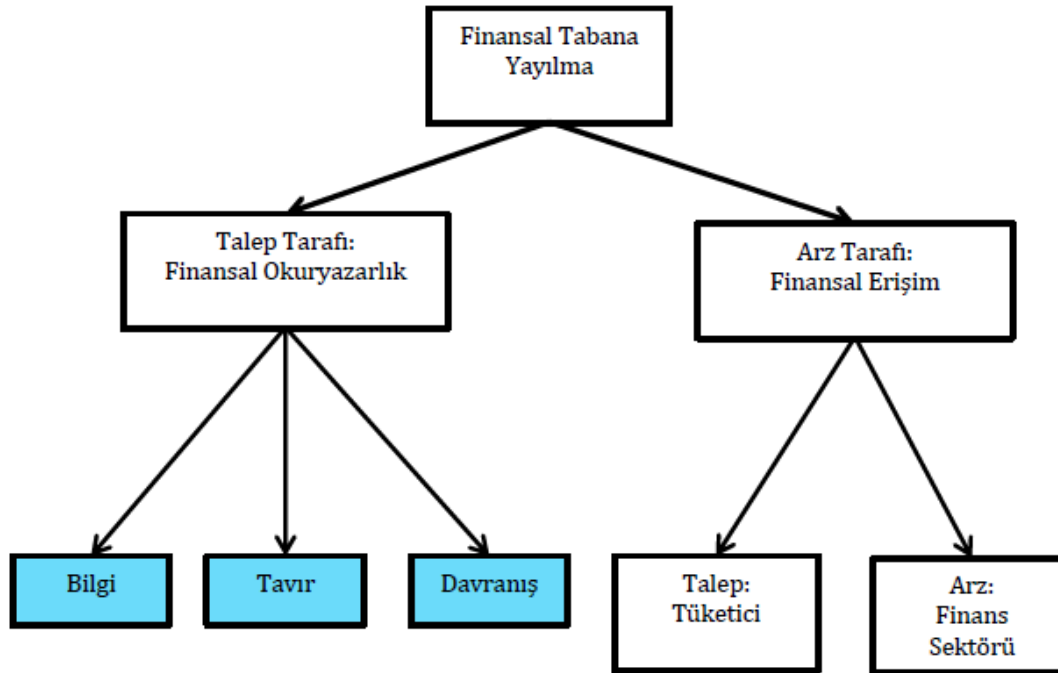 Finansal Tabana
Yayılma
Talep Tarafı:
Finansal Okuryazarlık
Arz Tarafı:
Finansal Erişim
Bilgi
Tavır
Davranış
Talep:
Tüketici
Arz:
Finans
Sektörü